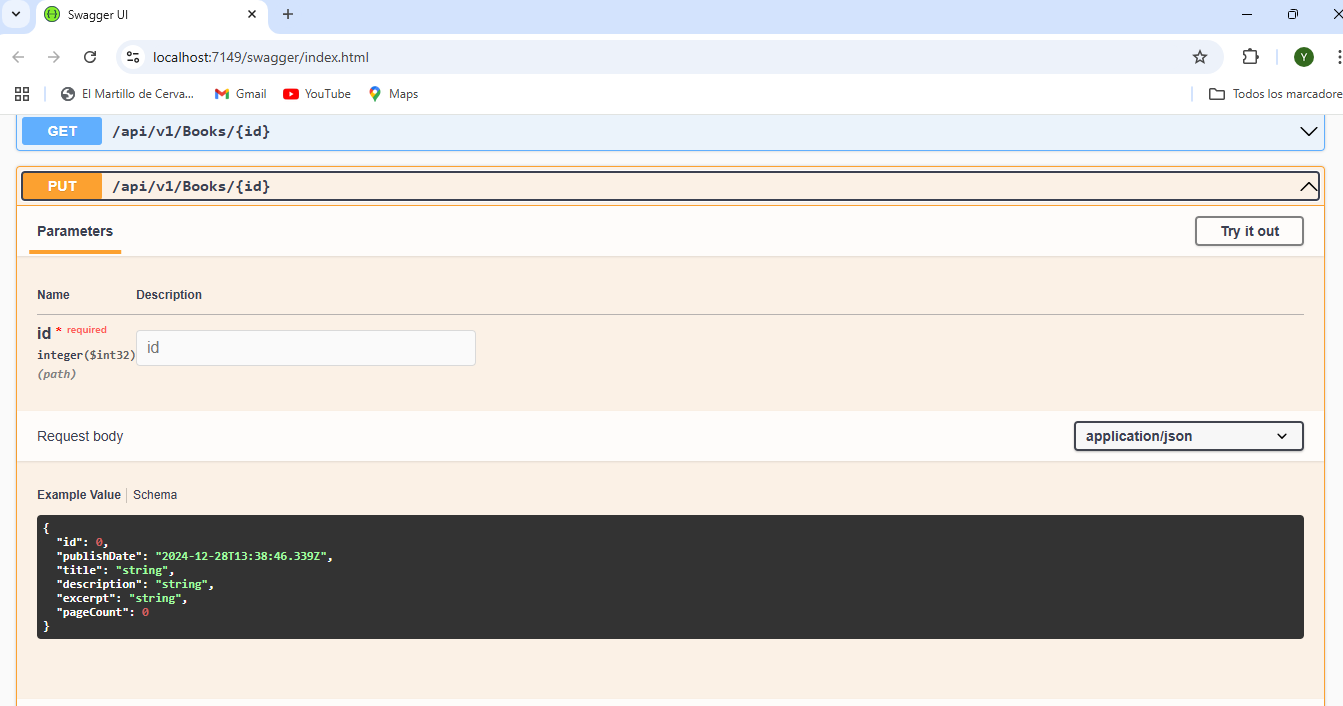 Swagger UI
localhost:7149/swagger/index.html
Y
El Martillo de Cerva... Gmail YouTube Maps Todos los marcadore
GET /api/v1/Books/{id}
PUT /api/v1/Books/{id}
Parameters Try it out
Name Description
id * required
integer($int32)
(path)
id
Request body application/json
Example Value Schema
{
"id": 0,
"publishDate": "2024-12-28T13:38:46.339Z",
"title": "string",
"description": "string",
"excerpt": "string",
"pageCount": 0
}